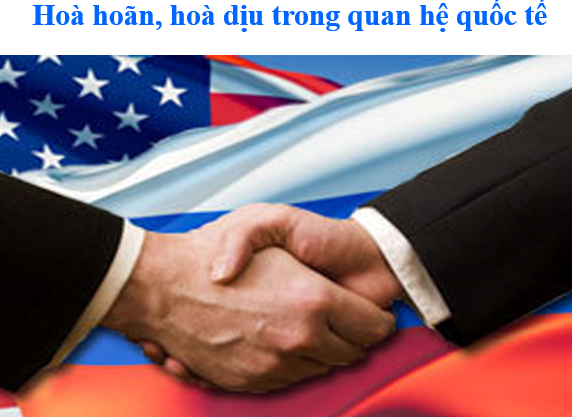 Hoà hoãn, hoà dịu trong quan hệ quốc tế